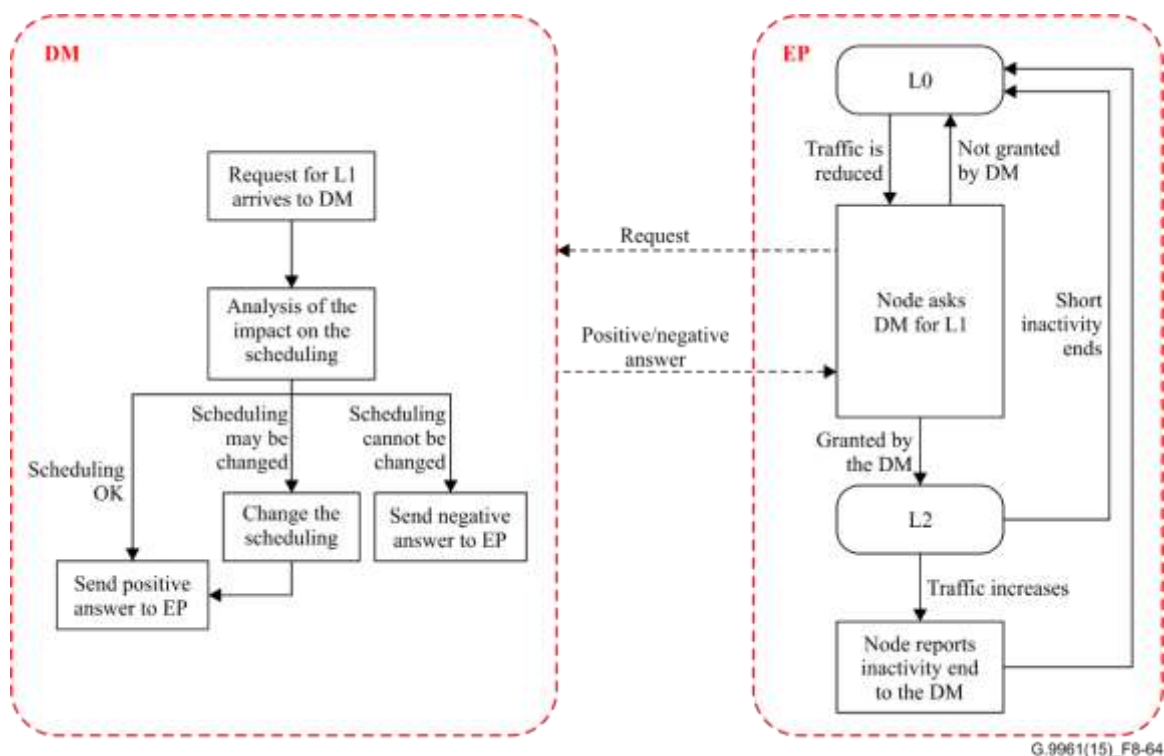 DM
Request for L1
arrives to DM
Analysis of the
impact on the
scheduling
Scheduling
OK
Scheduling
may be
changed
Scheduling
cannot be
changed
Change the
scheduling
Send negative
answer to EP
Send positive
answer to EP
Request
Positive/negative
answer
EP
L0
Traffic is
reduced
Not granted
by DM
Node asks
DM for L1
Short
inactivity
ends
Granted by
the DM
L2
Traffic increases
Node reports
inactivity end
to the DM
G.9961(15)_F8-64